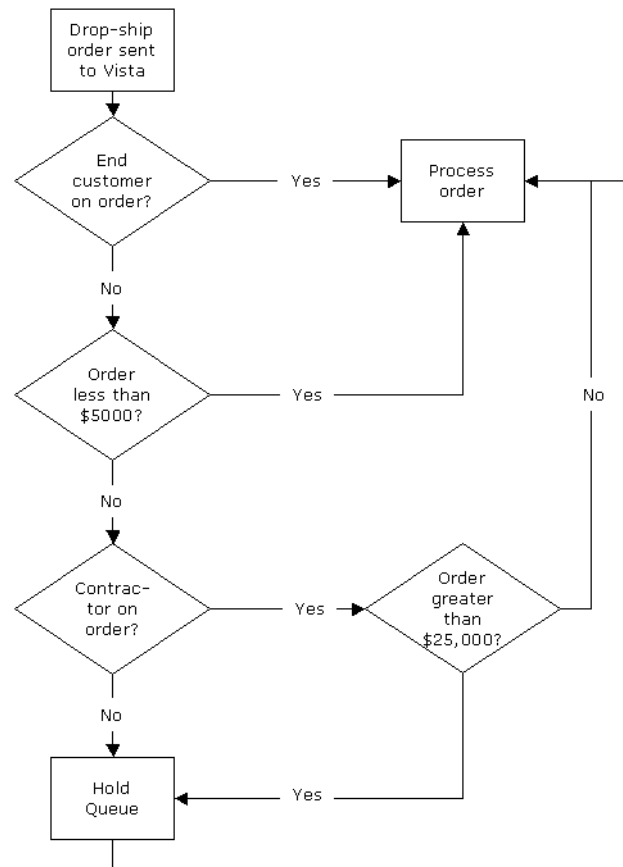 Drop-ship
order sent
to Vista
End
customer
on order?
Yes
Process
order
No
Order
less than
$5000?
Yes
No
No
Contrac-
tor on
order?
Yes
Order
greater
than
$25,000?
No
Hold
Queue
Yes